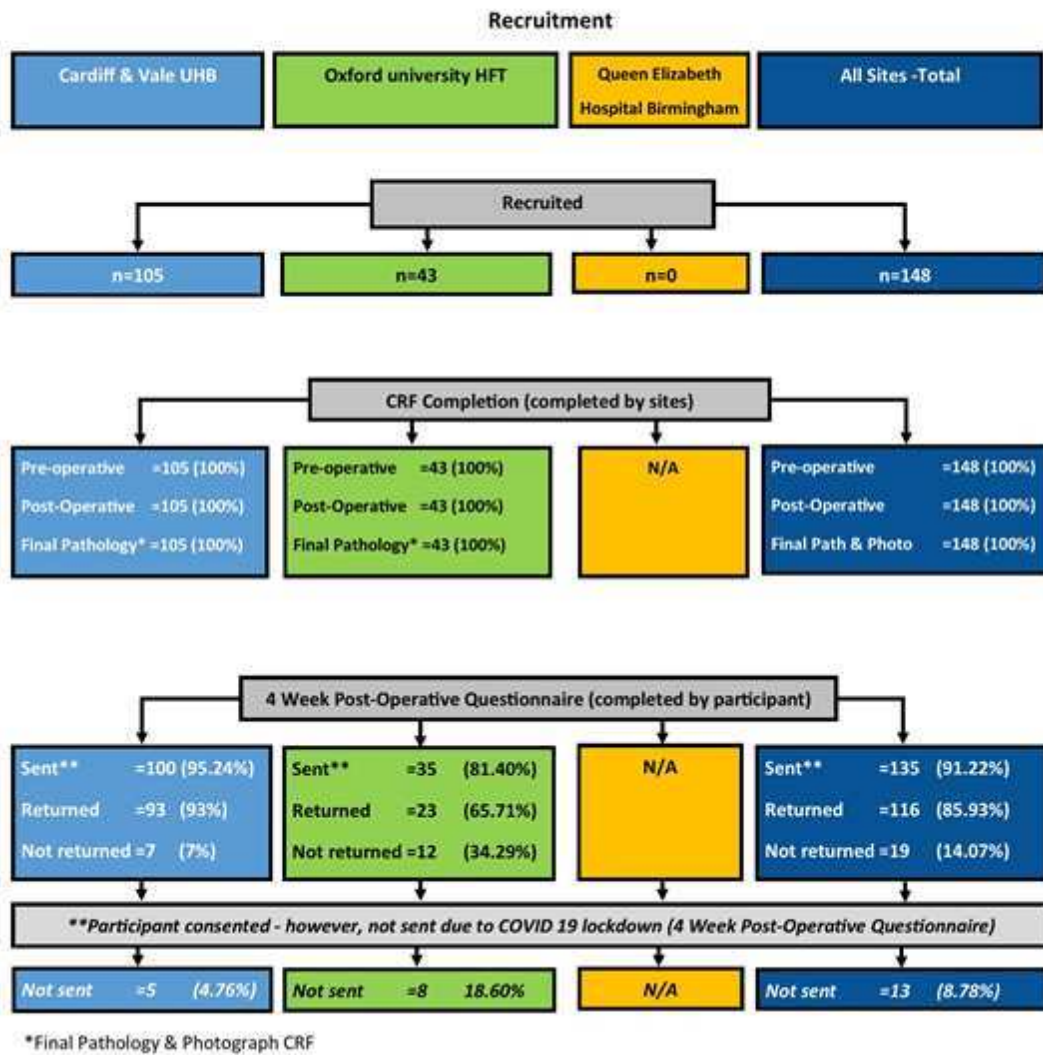 Recruitment
Cardiff & Vale UHB
Oxford university HFT
Queen Elizabeth
Hospital Birmingham
All Sites -Total
Recruited
n=105
n=43
n=0
n=148
CRF Completion (completed by sites)
Pre-operative =105 (100%)
Post-Operative =105 (100%)
Final Pathology* =105 (100%)
Pre-operative =43 (100%)
Post-Operative =43 (100%)
Final Pathology* =43 (100%)
N/A
Pre-operative =148 (100%)
Post-Operative =148 (100%)
Final Path & Photo =148 (100%)
4 Week Post-Operative Questionnaire (completed by participant)
Sent** =100 (95.24%)
Returned =93 (93%)
Not returned =7 (7%)
Sent** =35 (81.40%)
Returned =23 (65.71%)
Not returned =12 (34.29%)
N/A
Sent** =135 (91.22%)
Returned =116 (85.93%)
Not returned =19 (14.07%)
**Participant consented - however, not sent due to COVID 19 lockdown (4 Week Post-Operative Questionnaire)
Not sent =5 (4.76%)
Not sent =8 18.60%
N/A
Not sent =13 (8.78%)
*Final Pathology & Photograph CRF